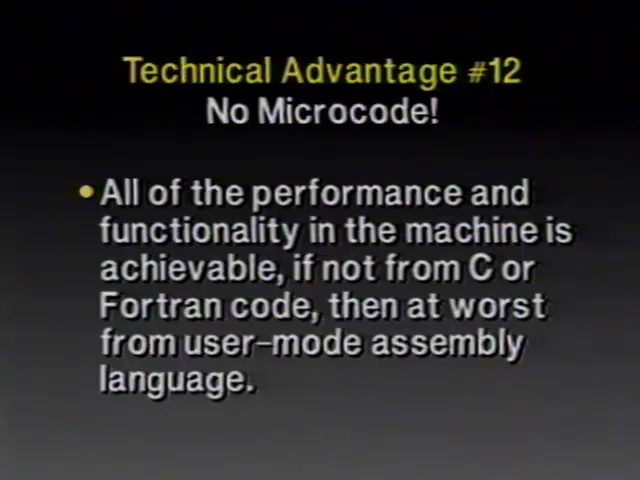 Technical Advantage #12
No Microcode!
• All of the performance and
functionality in the machine is
achievable, if not from C or
Fortran code, then at worst
from user-mode assembly
language.